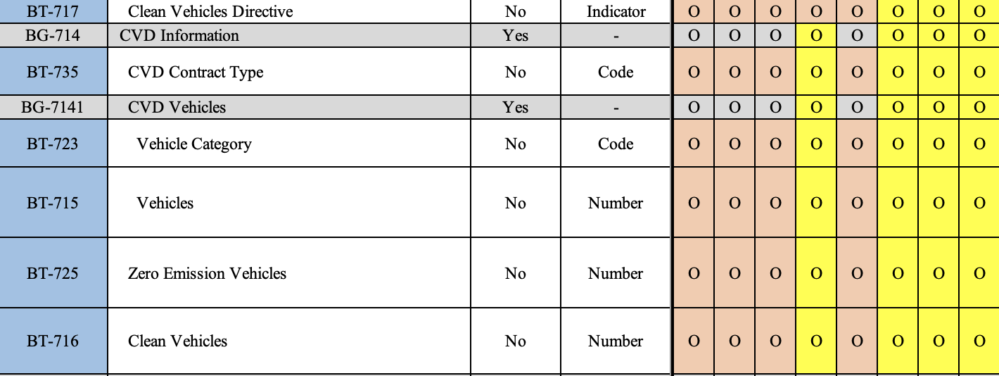 BT-717 Clean Vehicles Directive No Indicator O O O O O O O O
BG-714 CVD Information Yes - O O O O O O O O
BT-735 CVD Contract Type No Code O O O O O O O O
BG-7141 CVD Vehicles Yes - O O O O O O O O
BT-723 Vehicle Category No Code O O O O O O O O
BT-715 Vehicles No Number O O O O O O O O
BT-725 Zero Emission Vehicles No Number O O O O O O O O
BT-716 Clean Vehicles No Number O O O O O O O O